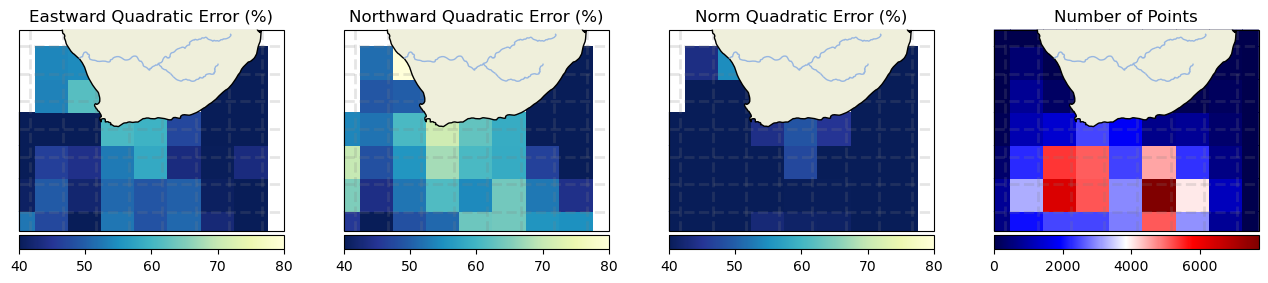 Eastward Quadratic Error (%)
Northward Quadratic Error (%)
Norm Quadratic Error (%)
Number of Points
40 50 60 70 80
40 50 60 70 80
40 50 60 70 80
0 2000 4000 6000